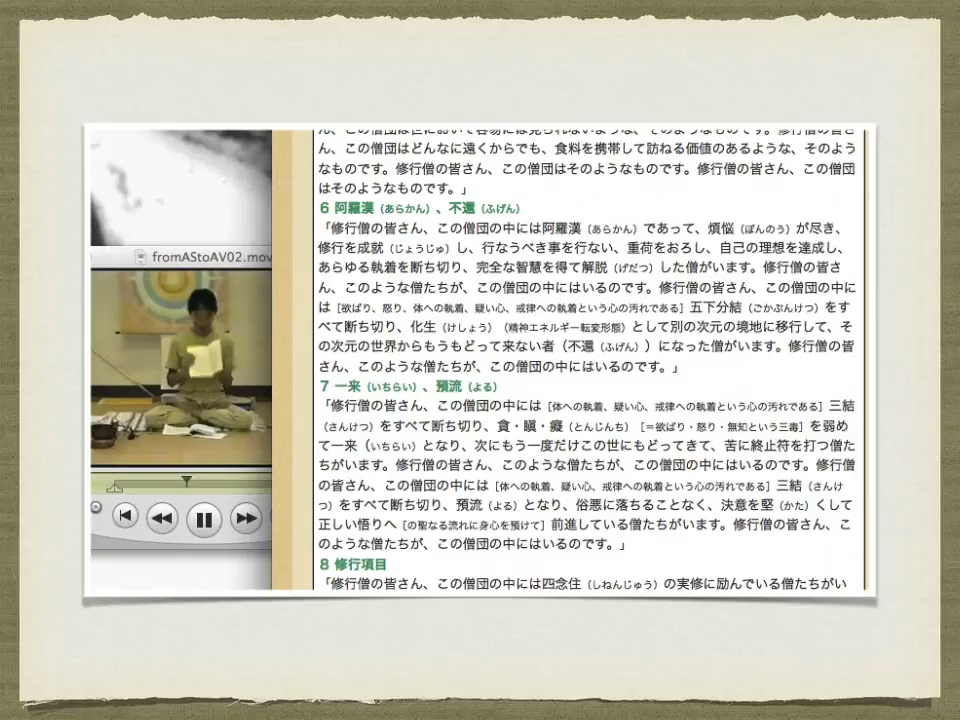 ん、この僧団は世において容易には見られないような、そのようなものです。修行僧の皆さ
ん、この僧団はどんなに遠くからでも、食料を携帯して訪ねる価値のあるような、そのよう
なものです。修行僧の皆さん、この僧団はそのようなものです。修行僧の皆さん、この僧団
はそのようなものです。」
6 阿羅漢（あらかん）、不還（ふげん）
「修行僧の皆さん、この僧団の中には阿羅漢（あらかん）であって、煩悩（ぼんのう）が尽き、
修行を成就（じょうじゅ）し、行なうべき事を行ない、重荷をおろし、自己の理想を達成し、
あらゆる執着を断ち切り、完全な智慧を得て解脱（げだつ）した僧がいます。修行僧の皆さ
fromAStoAV02.mov
ん、このような僧たちが、この僧団の中にはいるのです。修行僧の皆さん、この僧団の中に
は［欲ばり、怒り、体への執着、疑い心、戒律への執着という心の汚れである］五下分結（ごかぶんけつ）をす
べて断ち切り、化生（けしょう）（精神エネルギー転変形態）として別の次元の境地に移行して、そ
の次元の世界からもうもどって来ない者（不還（ふげん））になった僧がいます。修行僧の皆
さん、このような僧たちが、この僧団の中にはいるのです。」
7 一来（いちらい）、預流（よる）
「修行僧の皆さん、この僧団の中には［体への執着、疑い心、戒律への執着という心の汚れである］三結
（さんけつ）をすべて断ち切り、貪・瞋・癡（とんじんち）［＝欲ばり・怒り・無知という三毒］を弱め
て一来（いちらい）となり、次にもう一度だけこの世にもどってきて、苦に終止符を打つ僧た
ちがいます。修行僧の皆さん、このような僧たちが、この僧団の中にはいるのです。修行僧
の皆さん、この僧団の中には［体への執着、疑い心、戒律への執着という心の汚れである］三結（さんけ
つ）をすべて断ち切り、預流（よる）となり、俗悪に落ちることなく、決意を堅（かた）くして
正しい悟りへ［の聖なる流れに身心を預けて］前進している僧たちがいます。修行僧の皆さん、こ
のような僧たちが、この僧団の中にはいるのです。」
8 修行項目
「修行僧の皆さん、この僧団の中には四念住（しねんじゅう）の実修に励んでいる僧たちがい